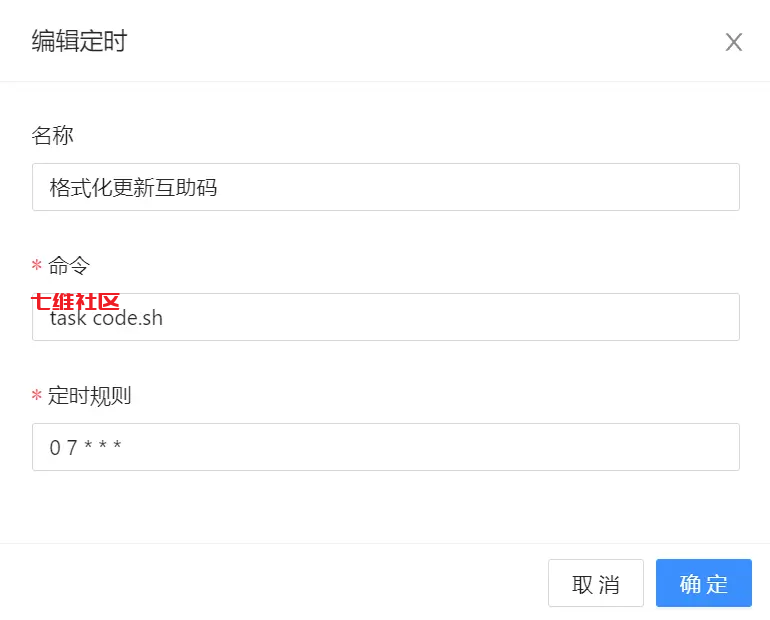 编辑定时
名称
格式化更新互助码
* 命令
七维社区
task code.sh
* 定时规则
0 7 * * *
取 消
确 定